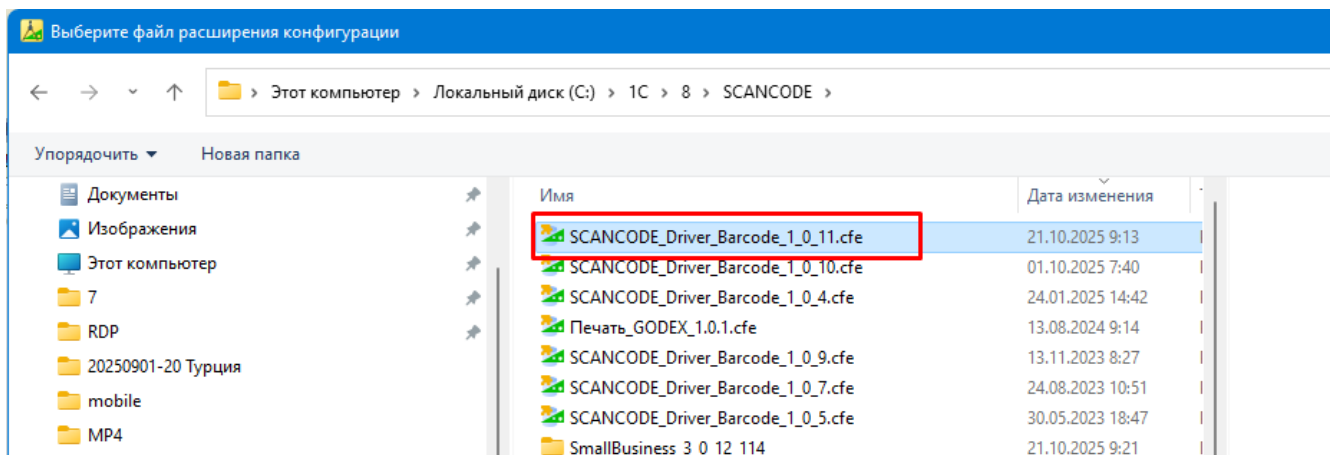 Выберите файл расширения конфигурации
Этот компьютер > Локальный диск (C:) > 1C > 8 > SCANCODE >
Упорядочить Новая папка
Документы
Изображения
Этот компьютер
7
RDP
20250901-20 Турция
mobile
MP4
Имя Дата изменения
SCANCODE_Driver_Barcode_1_0_11.cfe 21.10.2025 9:13
SCANCODE_Driver_Barcode_1_0_10.cfe 01.10.2025 7:40
SCANCODE_Driver_Barcode_1_0_4.cfe 24.01.2025 14:42
Печать_GODEX_1.0.1.cfe 13.08.2024 9:14
SCANCODE_Driver_Barcode_1_0_9.cfe 13.11.2023 8:27
SCANCODE_Driver_Barcode_1_0_7.cfe 24.08.2023 10:51
SCANCODE_Driver_Barcode_1_0_5.cfe 30.05.2023 18:47
SmallBusiness_3_0_12_114 21.10.2025 9:21